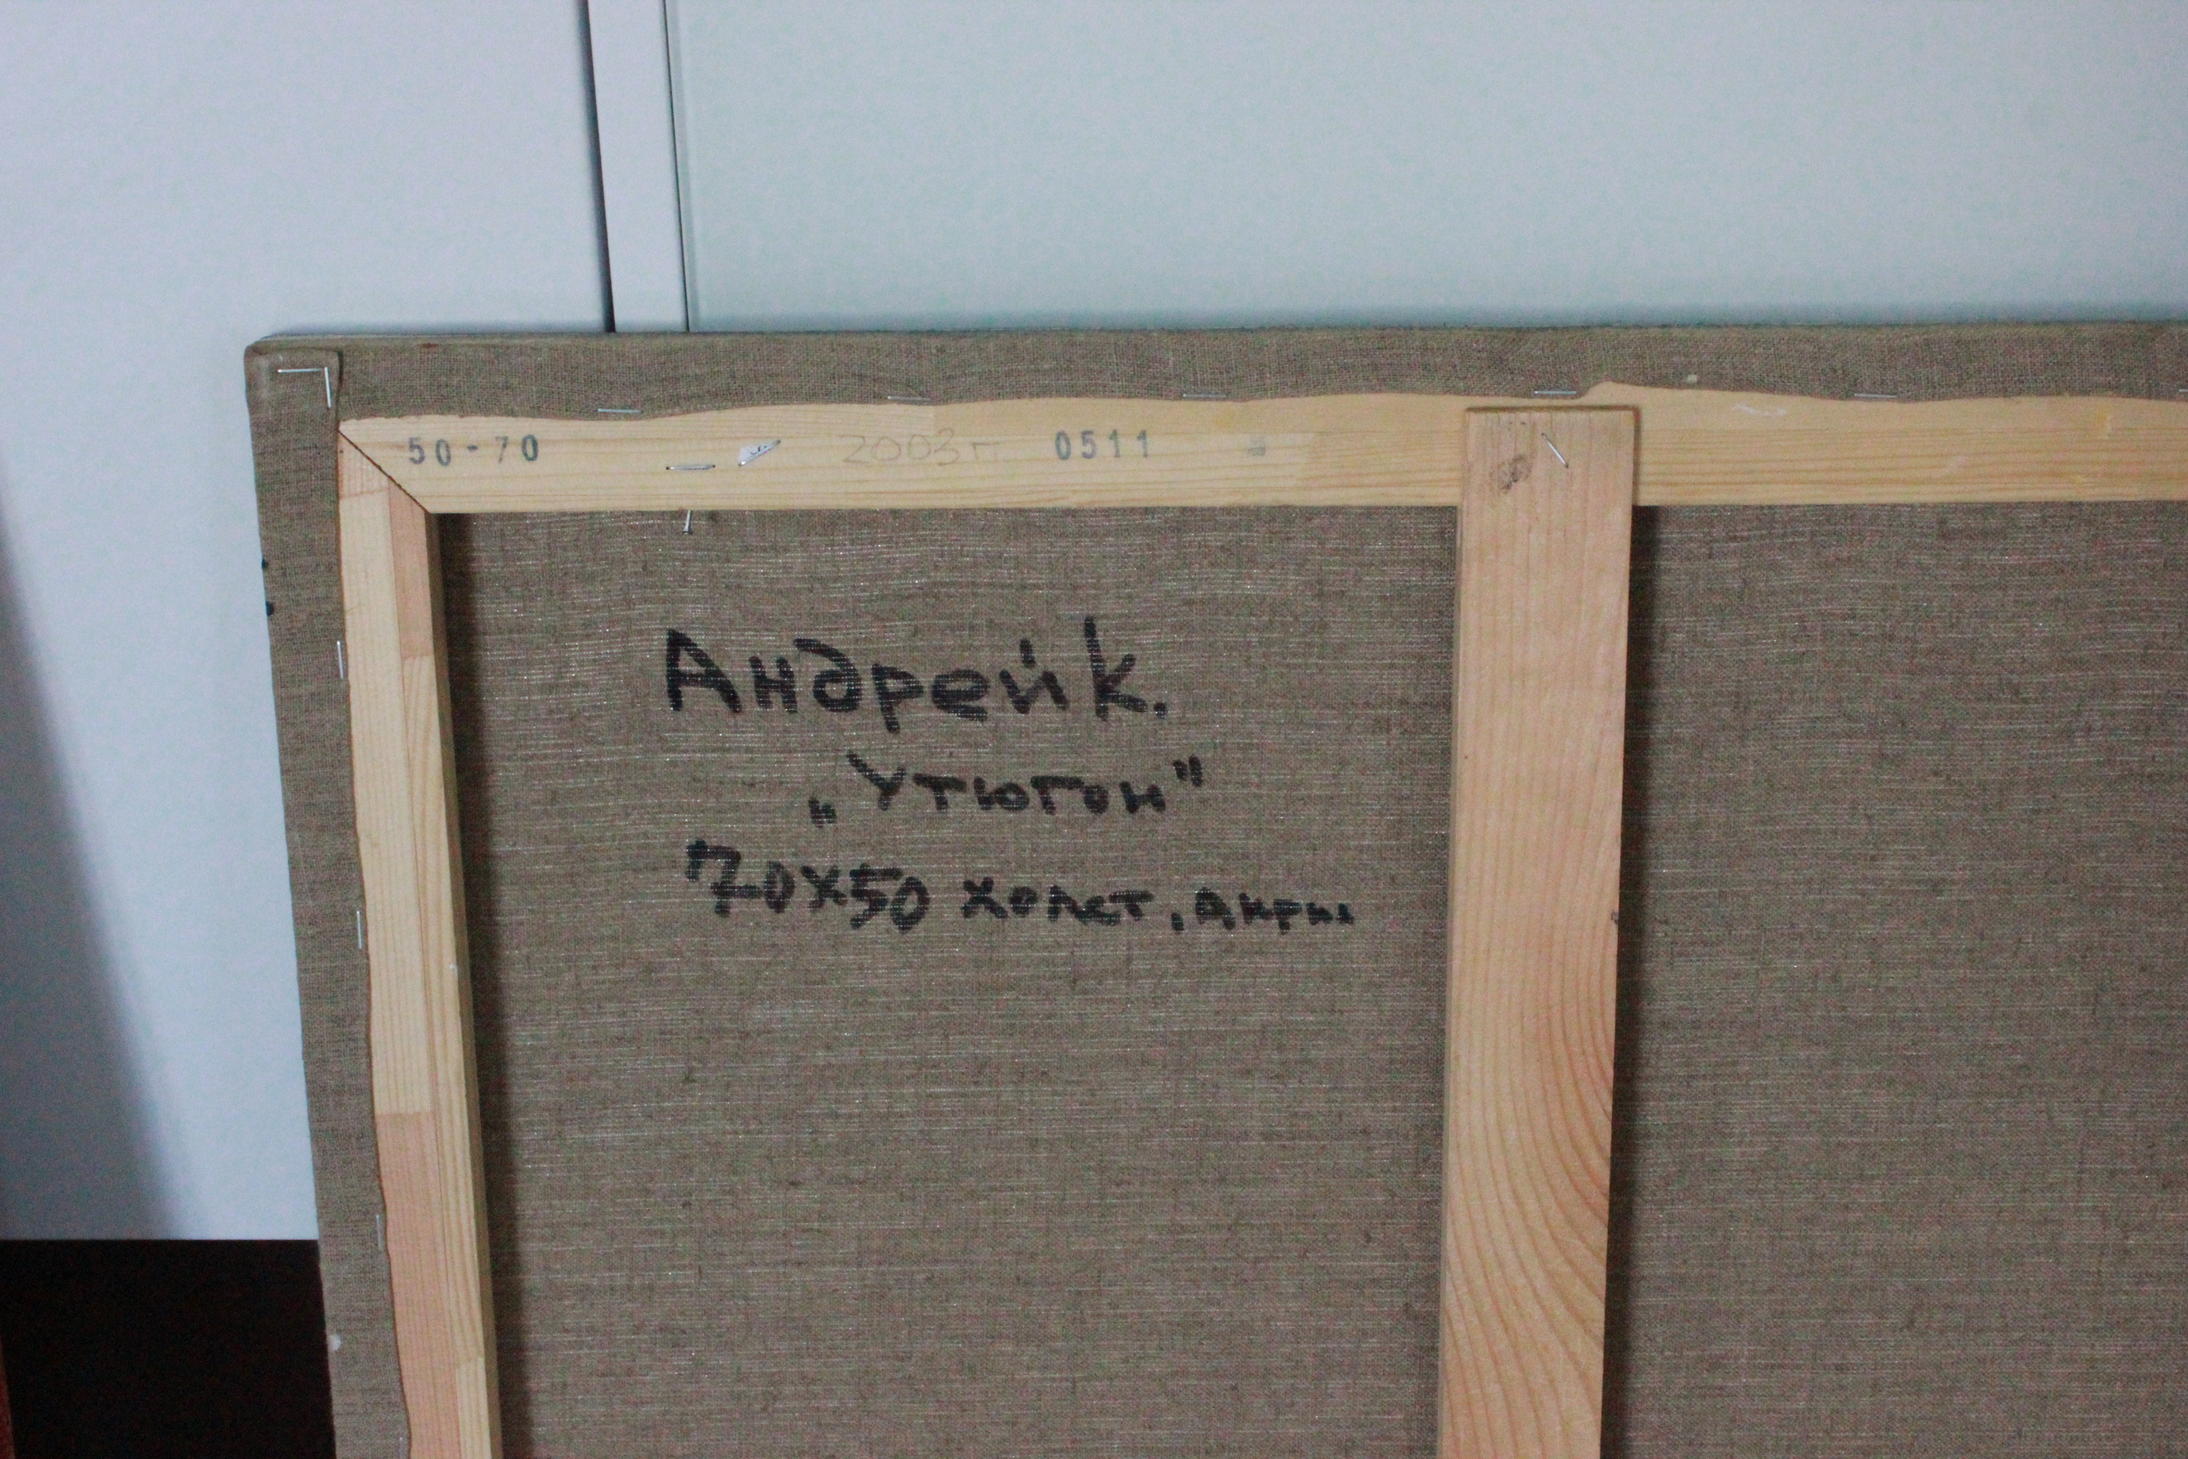 50-70 2003г 0511
Андрей К.
„Утюгон"
70х50 холст, акрил